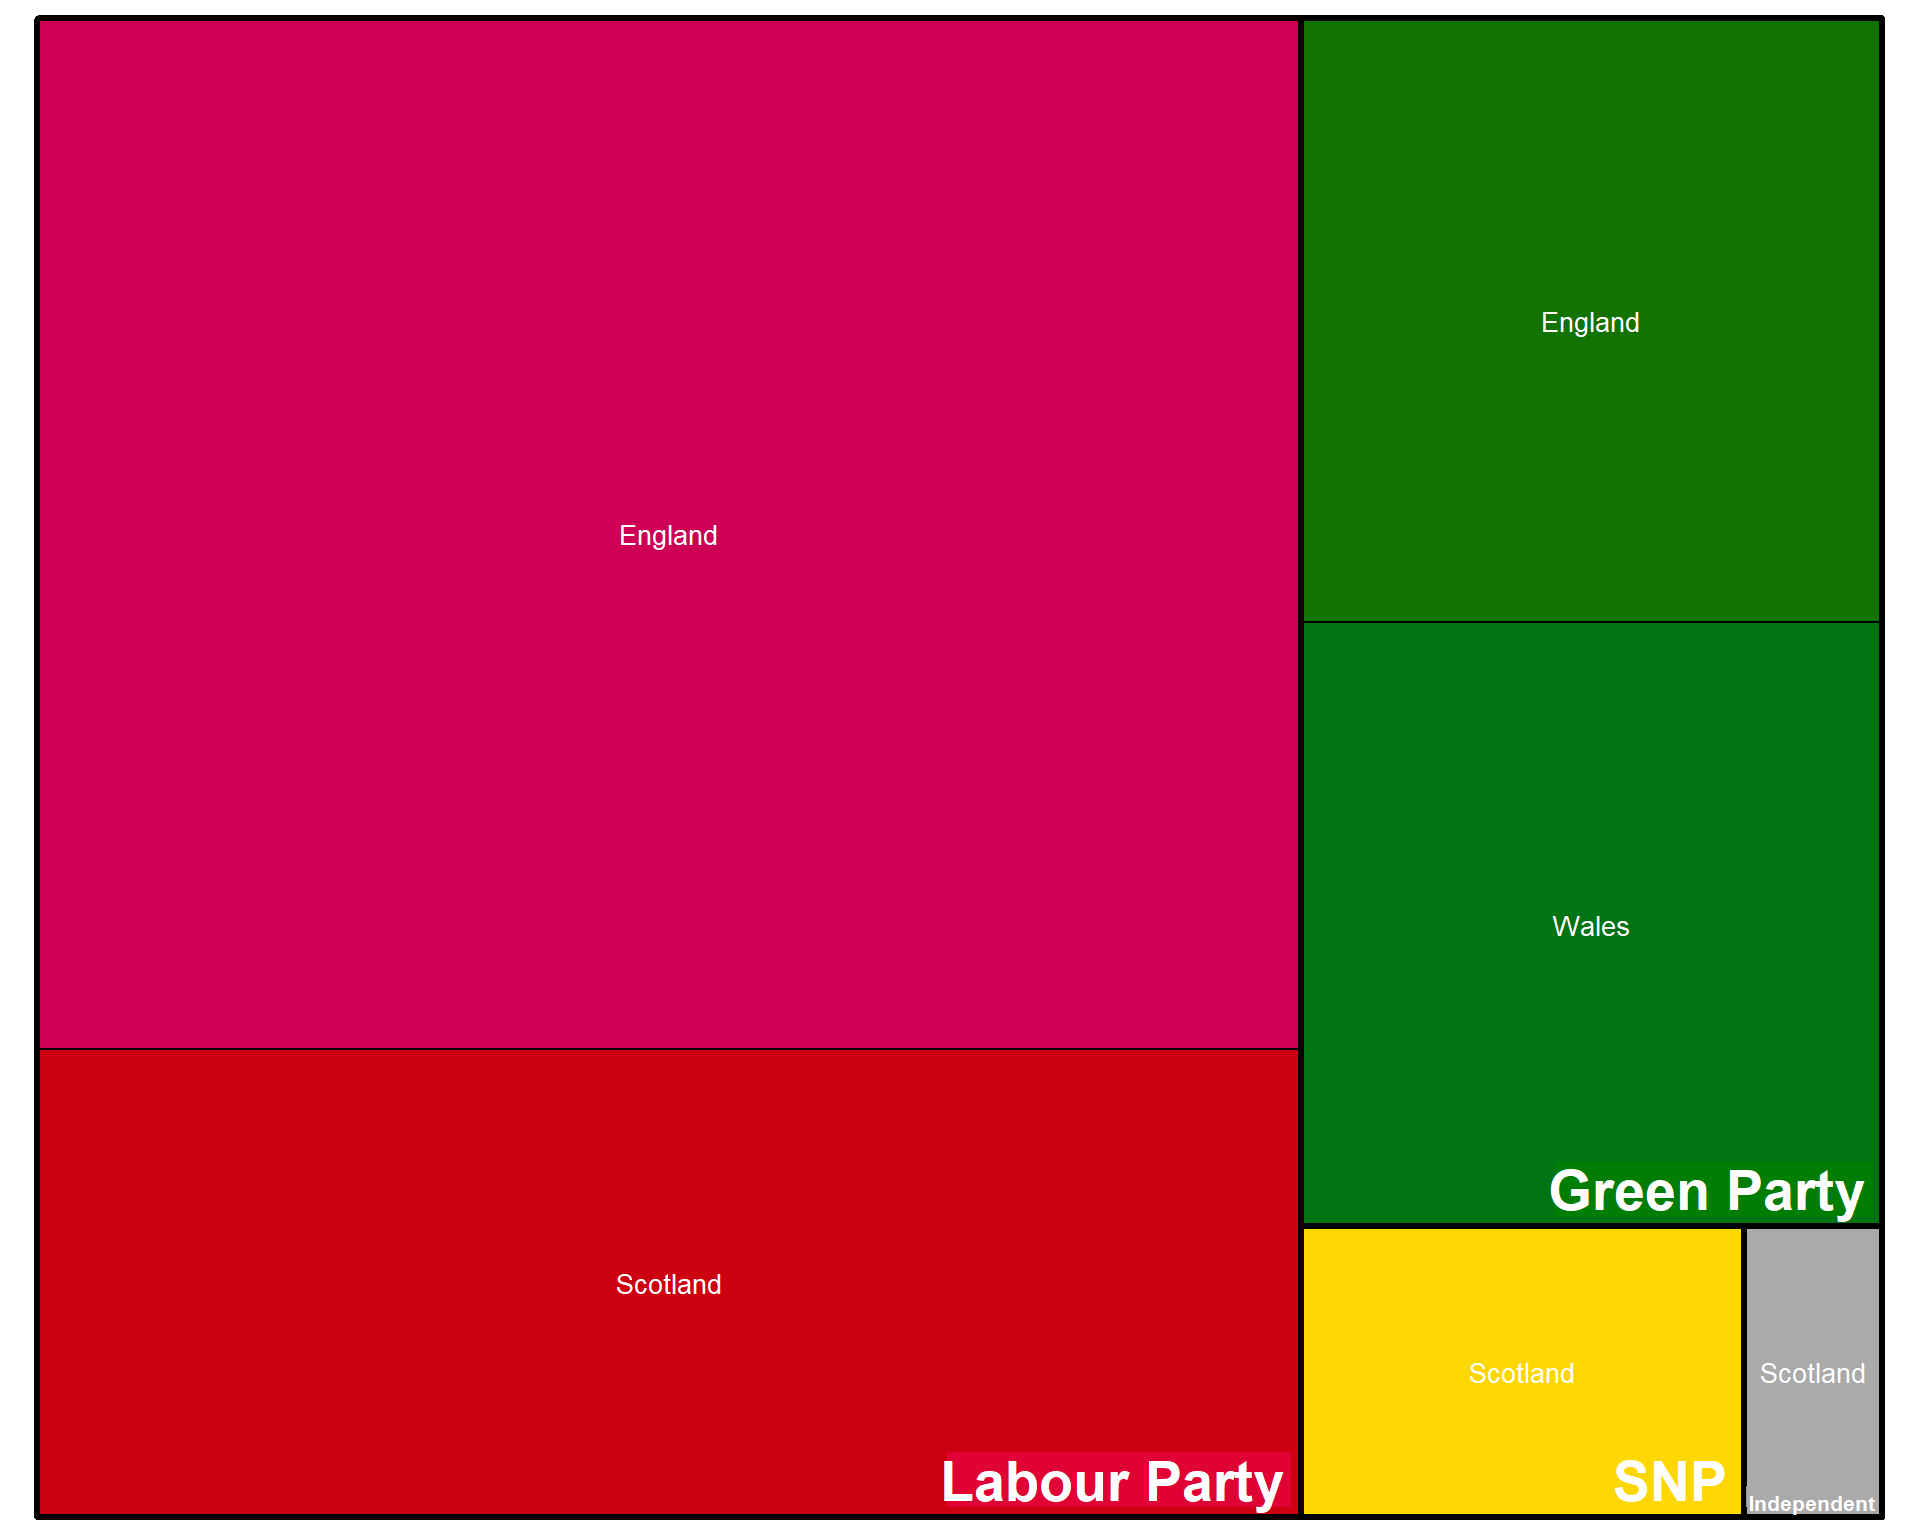 England
Scotland
Labour Party
England
Wales
Green Party
Scotland
SNP
Scotland
Independent